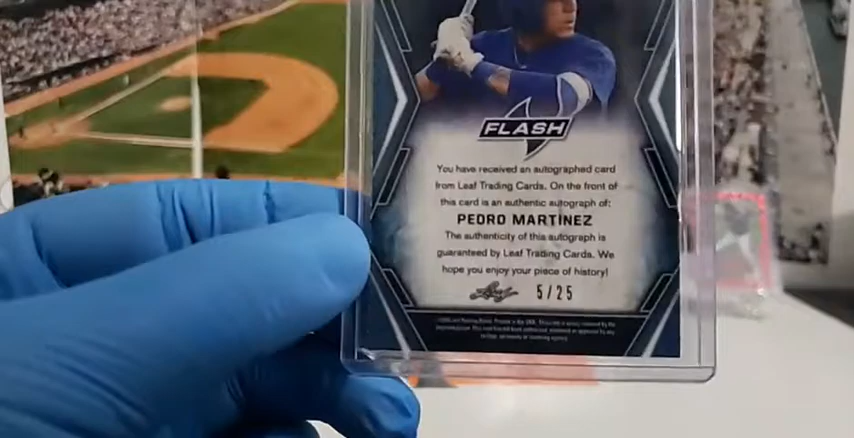 FLASH
You have received an autographed card
from Leaf Trading Cards. On the front of
this card is an authentic autograph of:
PEDRO MARTINEZ
The authenticity of this autograph is
guaranteed by Leaf Trading Cards. We
hope you enjoy your piece of history!
Leaf 5/25